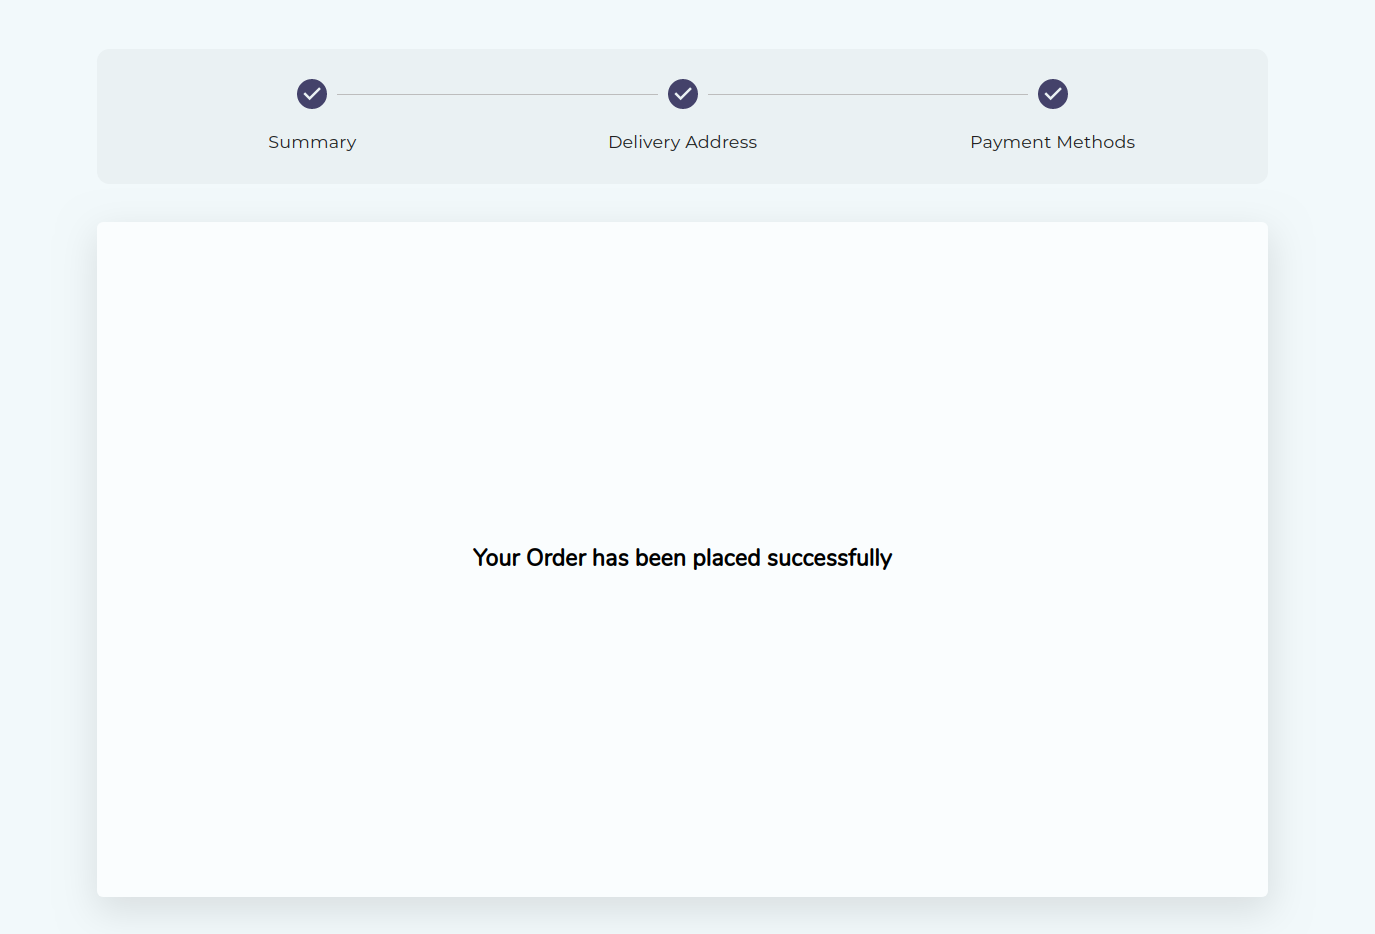 Summary
Delivery Address
Payment Methods
Your Order has been placed successfully